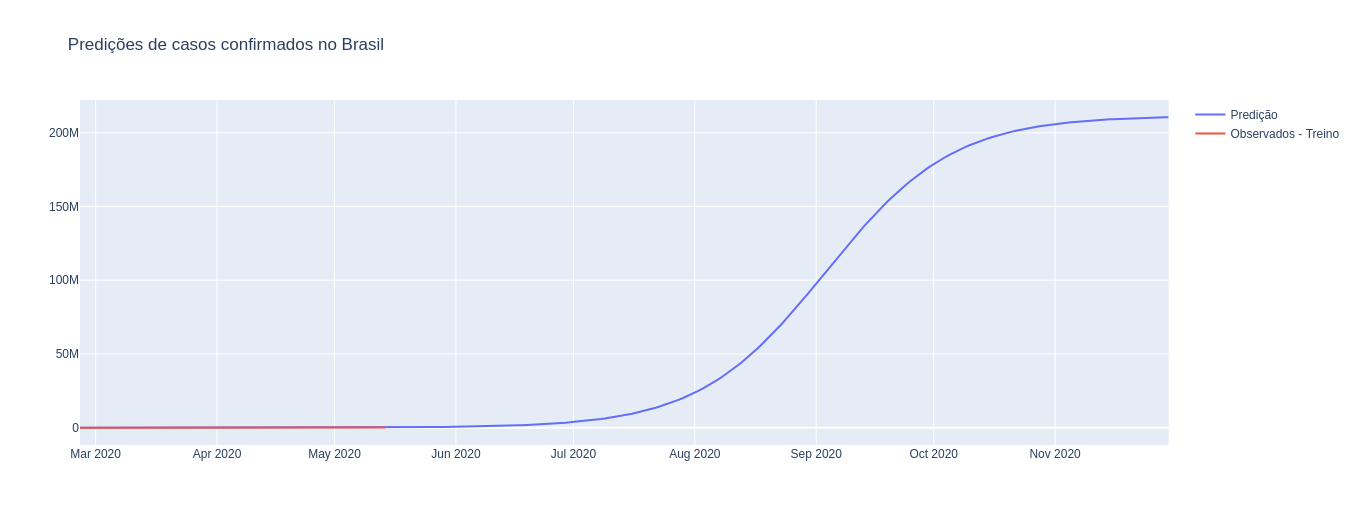 Predições de casos confirmados no Brasil
Predição
Observados - Treino
200M
150M
100M
50M
0
Mar 2020
Apr 2020
May 2020
Jun 2020
Jul 2020
Aug 2020
Sep 2020
Oct 2020
Nov 2020